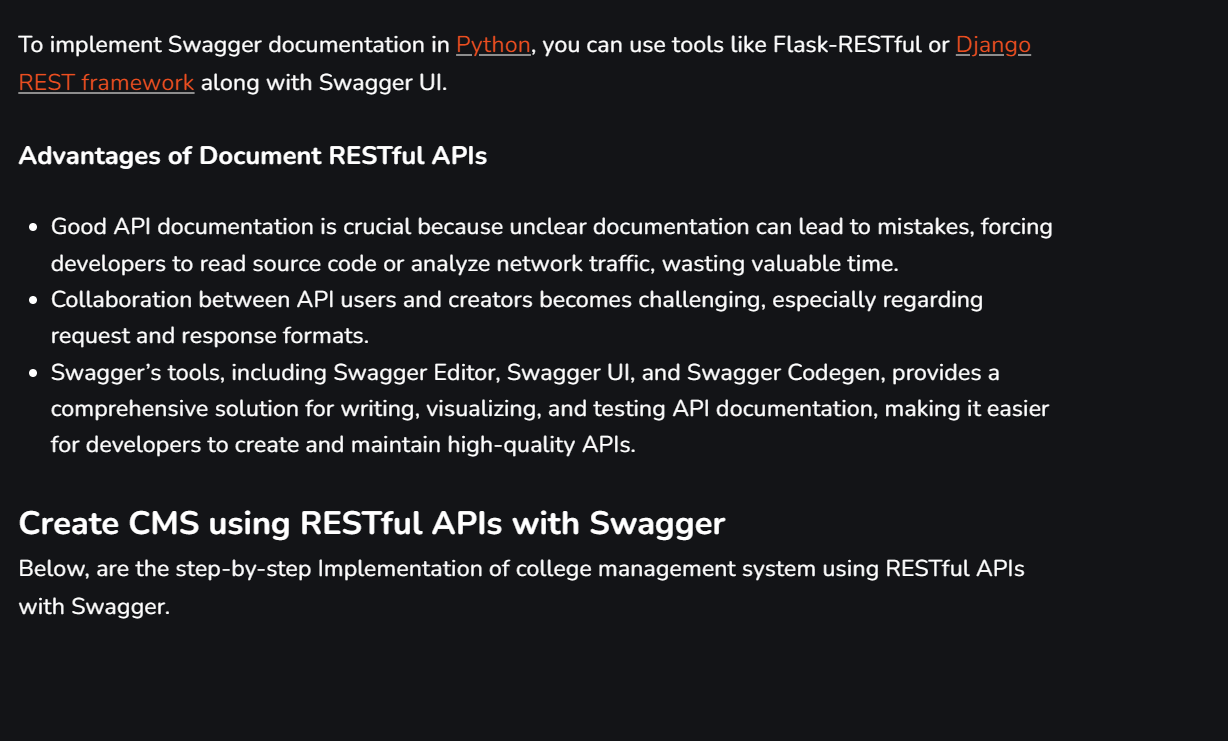 To implement Swagger documentation in Python, you can use tools like Flask-RESTful or Django
REST framework along with Swagger UI.
Advantages of Document RESTful APIs
• Good API documentation is crucial because unclear documentation can lead to mistakes, forcing
developers to read source code or analyze network traffic, wasting valuable time.
• Collaboration between API users and creators becomes challenging, especially regarding
request and response formats.
• Swagger’s tools, including Swagger Editor, Swagger UI, and Swagger Codegen, provides a
comprehensive solution for writing, visualizing, and testing API documentation, making it easier
for developers to create and maintain high-quality APIs.
Create CMS using RESTful APIs with Swagger
Below, are the step-by-step Implementation of college management system using RESTful APIs
with Swagger.